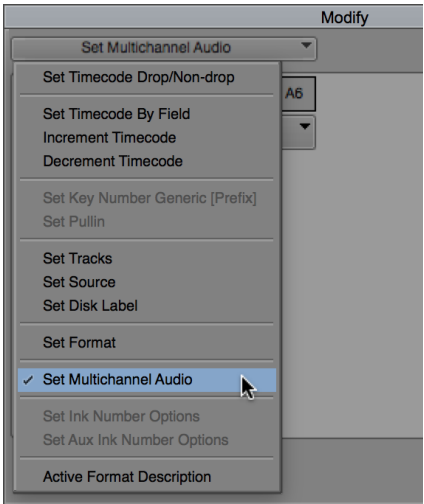 Modify
Set Multichannel Audio
Set Timecode Drop/Non-drop
A6
Set Timecode By Field
Increment Timecode
Decrement Timecode
Set Key Number Generic [Prefix]
Set Pullin
Set Tracks
Set Source
Set Disk Label
Set Format
✓ Set Multichannel Audio
Set Ink Number Options
Set Aux Ink Number Options
Active Format Description